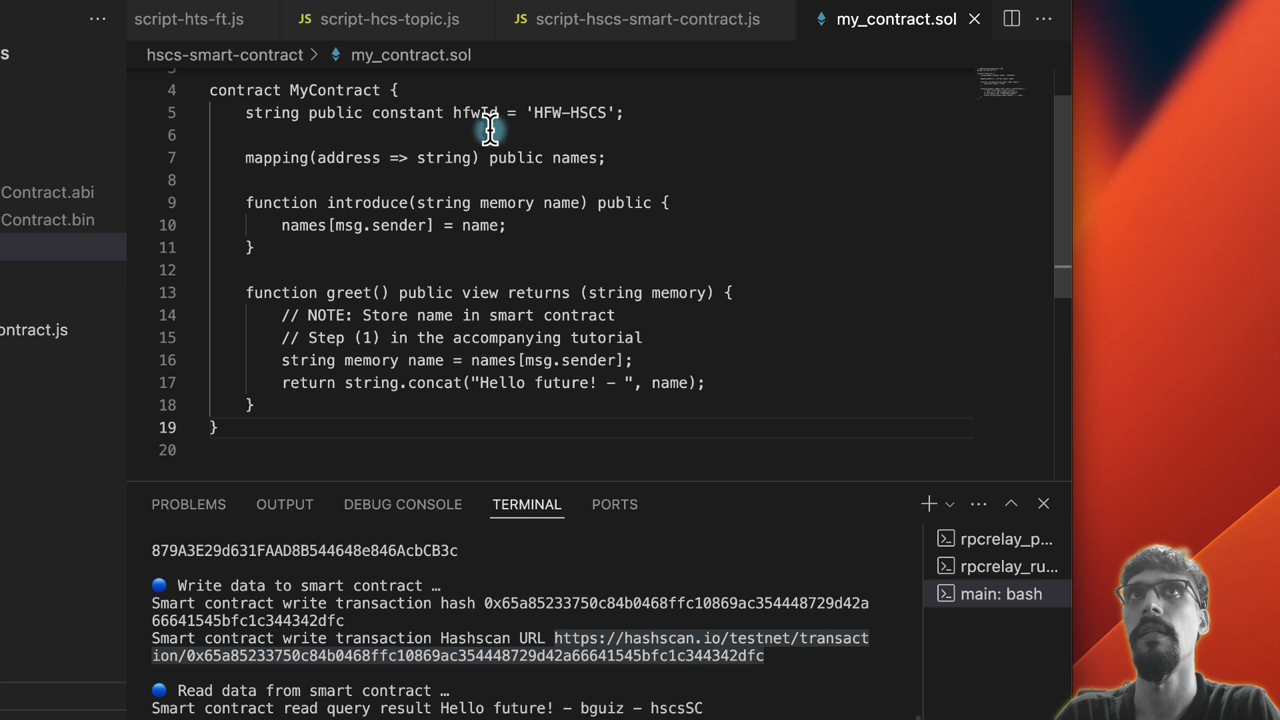 script-hts-ft.js
JS script-hcs-topic.js
JS script-hscs-smart-contract.js
my_contract.sol
s
hscs-smart-contract > my_contract.sol
Contract.abi
Contract.bin
ontract.js
4 contract MyContract {
5 string public constant hfwId = 'HFW-HSCS';
6
7 mapping(address => string) public names;
8
9 function introduce(string memory name) public {
10 names[msg.sender] = name;
11 }
12
13 function greet() public view returns (string memory) {
14 // NOTE: Store name in smart contract
15 // Step (1) in the accompanying tutorial
16 string memory name = names[msg.sender];
17 return string.concat("Hello future! - ", name);
18 }
19 }
20
PROBLEMS OUTPUT DEBUG CONSOLE TERMINAL PORTS
879A3E29d631FAAD8B544648e846AcbCB3c
Write data to smart contract …
Smart contract write transaction hash 0x65a85233750c84b0468ffc10869ac354448729d42a
66641545bfc1c344342dfc
Smart contract write transaction Hashscan URL https://hashscan.io/testnet/transact
ion/0x65a85233750c84b0468ffc10869ac354448729d42a66641545bfc1c344342dfc
Read data from smart contract …
Smart contract read query result Hello future! - bguiz - hscsSC
rpcrelay_p...
rpcrelay_ru...
main: bash